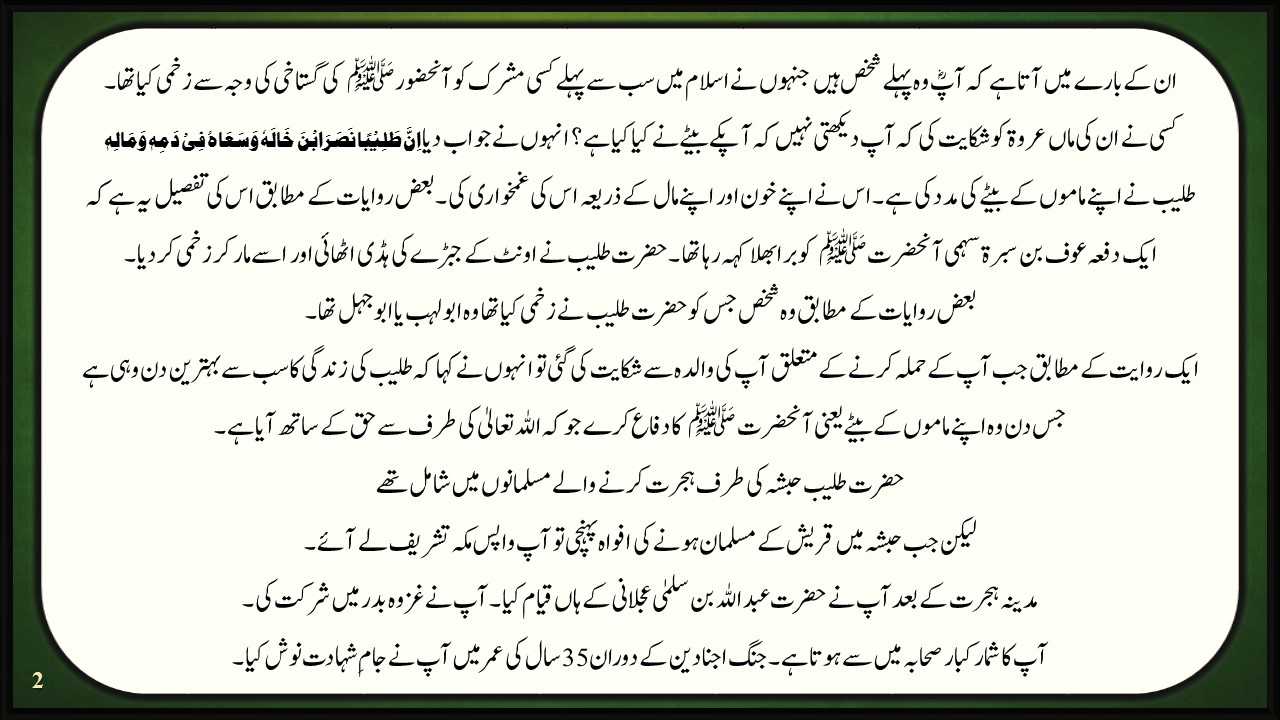 ان کے بارے میں آتا ہے کہ آپؓ وہ پہلے شخص ہیں جنہوں نے اسلام میں سب سے پہلے کسی مشرک کو آنحضور ﷺ کی گستاخی کی وجہ سے زخمی کیا تھا۔
کسی نے ان کی ماں عروۃ کو شکایت کی کہ آپ دیکھتی نہیں کہ آپکے بیٹے نے کیا کیا ہے؟ انہوں نے جواب دیا اِنَّ طَلِیْبًا نَصَرَ ابْنَ خَالِهٖ وَسَعَاهُ فِیْ دَمِهٖ وَمَالِهٖ
طلیب نے اپنے ماموں کے بیٹے کی مدد کی ہے۔ اس نے اپنے خون اور اپنے مال کے ذریعہ اس کی غمخواری کی۔ بعض روایات کے مطابق اس کی تفصیل یہ ہے کہ
ایک دفعہ عوف بن سبرۃ سہمی آنحضرت ﷺ کو برا بھلا کہہ رہا تھا۔ حضرت طلیب نے اونٹ کے جبڑے کی ہڈی اٹھائی اور اسے مار کر زخمی کر دیا۔
بعض روایات کے مطابق وہ شخص جس کو حضرت طلیب نے زخمی کیا تھا وہ ابولہب یا ابوجہل تھا۔
ایک روایت کے مطابق جب آپ کے حملہ کرنے کے متعلق آپ کی والدہ سے شکایت کی گئی تو انہوں نے کہا کہ طلیب کی زندگی کا سب سے بہترین دن وہی ہے
جس دن وہ اپنے ماموں کے بیٹے یعنی آنحضرت ﷺ کا دفاع کرے جو کہ اللہ تعالیٰ کی طرف سے حق کے ساتھ آیا ہے۔
حضرت طلیب حبشہ کی طرف ہجرت کرنے والے مسلمانوں میں شامل تھے
لیکن جب حبشہ میں قریش کے مسلمان ہونے کی افواہ پہنچی تو آپ واپس مکہ تشریف لے آئے۔
مدینہ ہجرت کے بعد آپ نے حضرت عبد اللہ بن سلمٰی عجلانی کے ہاں قیام کیا۔ آپ نے غزوہ بدر میں شرکت کی۔
آپ کا شمار کبار صحابہ میں سے ہوتا ہے۔ جنگ اجنادین کے دوران 35 سال کی عمر میں آپ نے جامِ شہادت نوش کیا۔
2